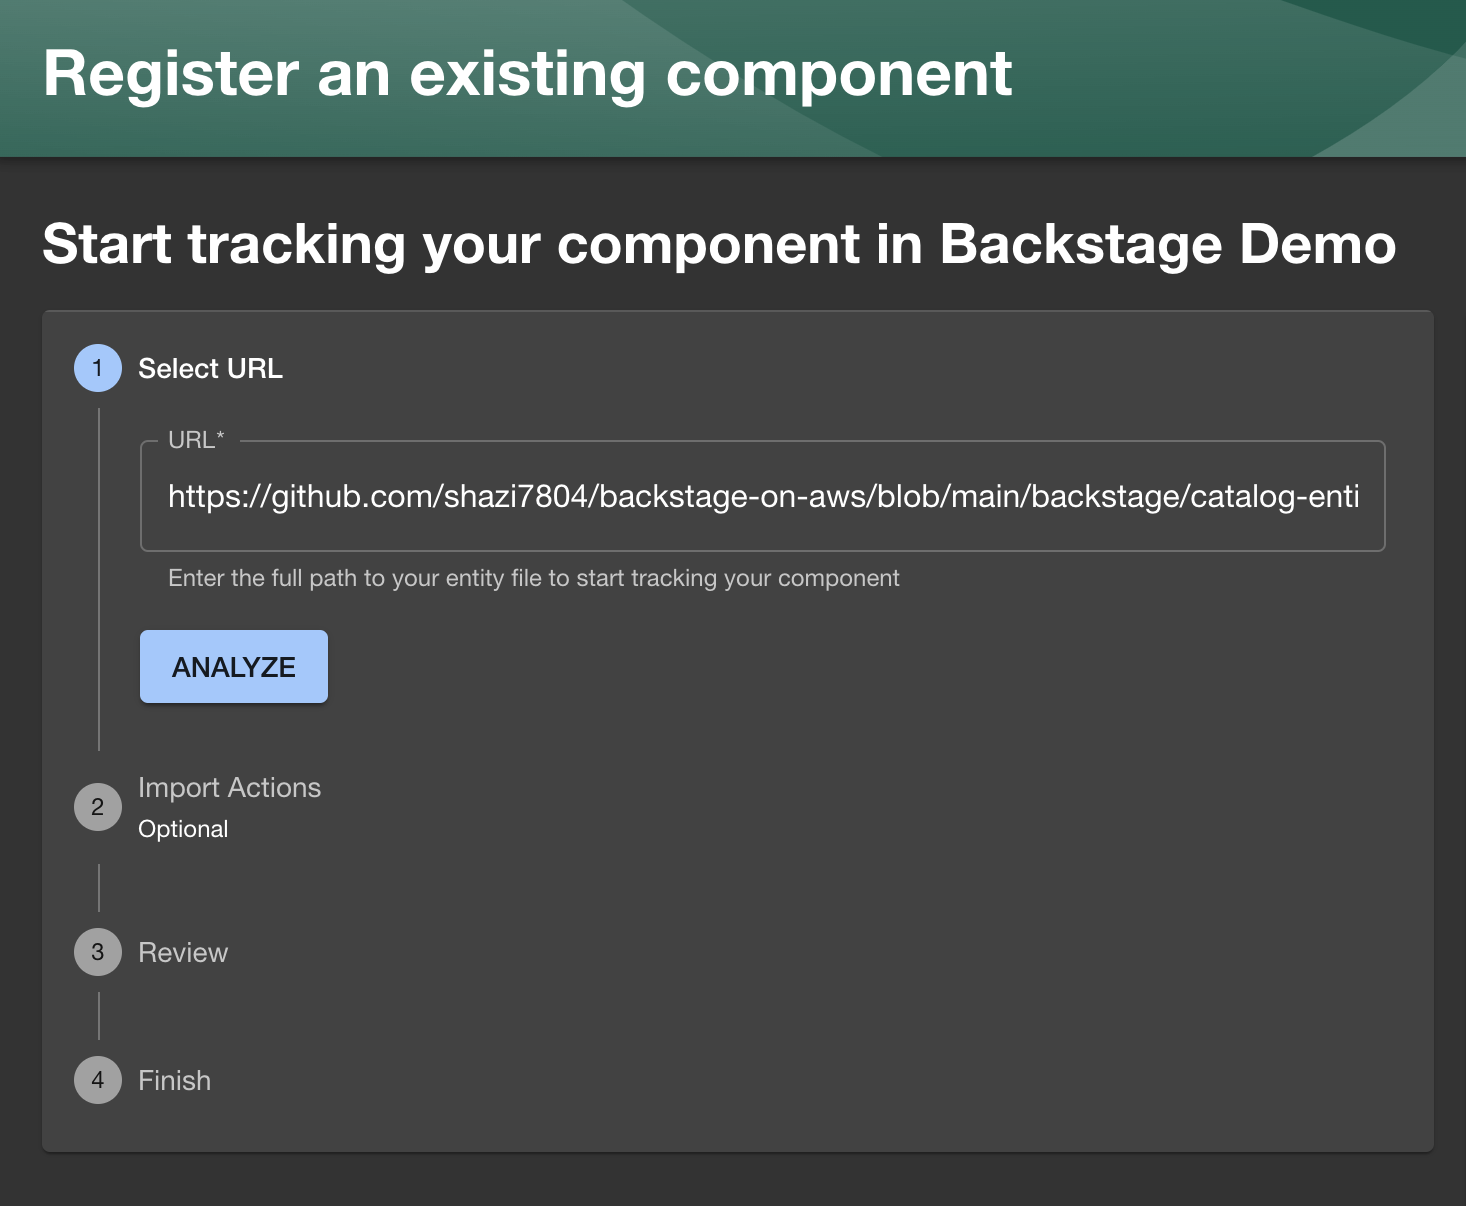 Register an existing component
Start tracking your component in Backstage Demo
1 Select URL
URL*
https://github.com/shazi7804/backstage-on-aws/blob/main/backstage/catalog-enti
Enter the full path to your entity file to start tracking your component
ANALYZE
2 Import Actions
Optional
3 Review
4 Finish